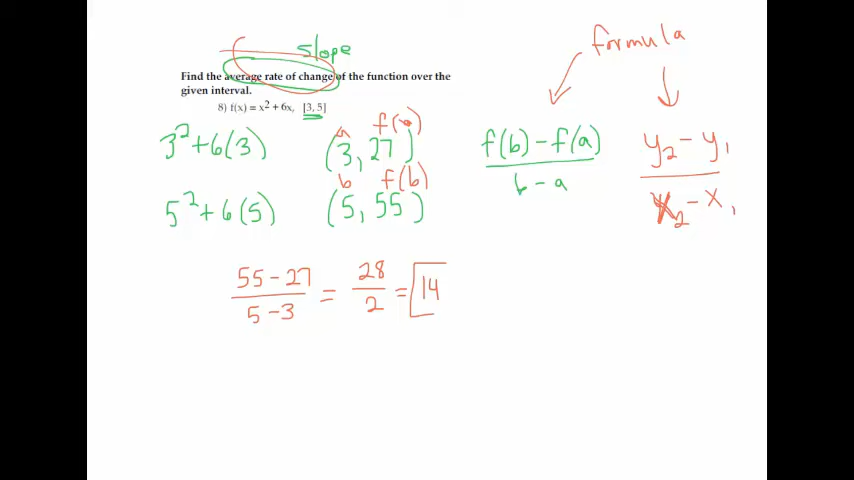 slope
formula
Find the average rate of change of the function over the
given interval.
8) f(x) = x² + 6x, [3, 5]
a f(a)
3² + 6(3) (3, 27)
b f(b)
5² + 6(5) (5, 55)
f(b) - f(a)
b - a
y₂ - y₁
x₂ - x₁
55 - 27
5 - 3
=
28
2
= 14